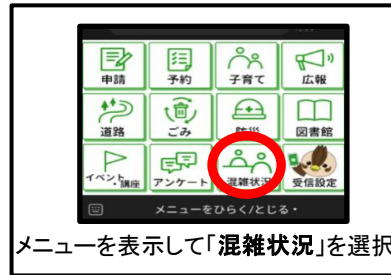 申請 予約 子育て 広報
道路 ごみ 防災 図書館
イベント・講座 アンケート 混雑状況 受信設定
メニューをひらく/とじる・
メニューを表示して「混雑状況」を選択